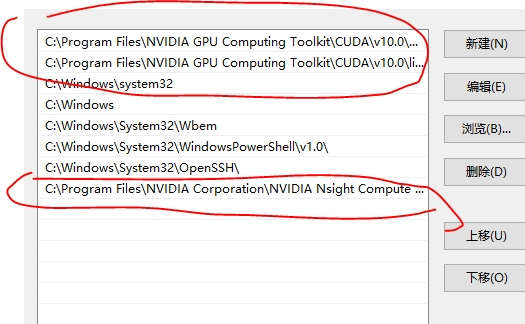 C:\Program Files\NVIDIA GPU Computing Toolkit\CUDA\v10.0\...
C:\Program Files\NVIDIA GPU Computing Toolkit\CUDA\v10.0\li...
C:\Windows\system32
C:\Windows
C:\Windows\System32\Wbem
C:\Windows\System32\WindowsPowerShell\v1.0\
C:\Windows\System32\OpenSSH\
C:\Program Files\NVIDIA Corporation\NVIDIA Nsight Compute ...
新建(N)
编辑(E)
浏览(B)...
删除(D)
上移(U)
下移(O)